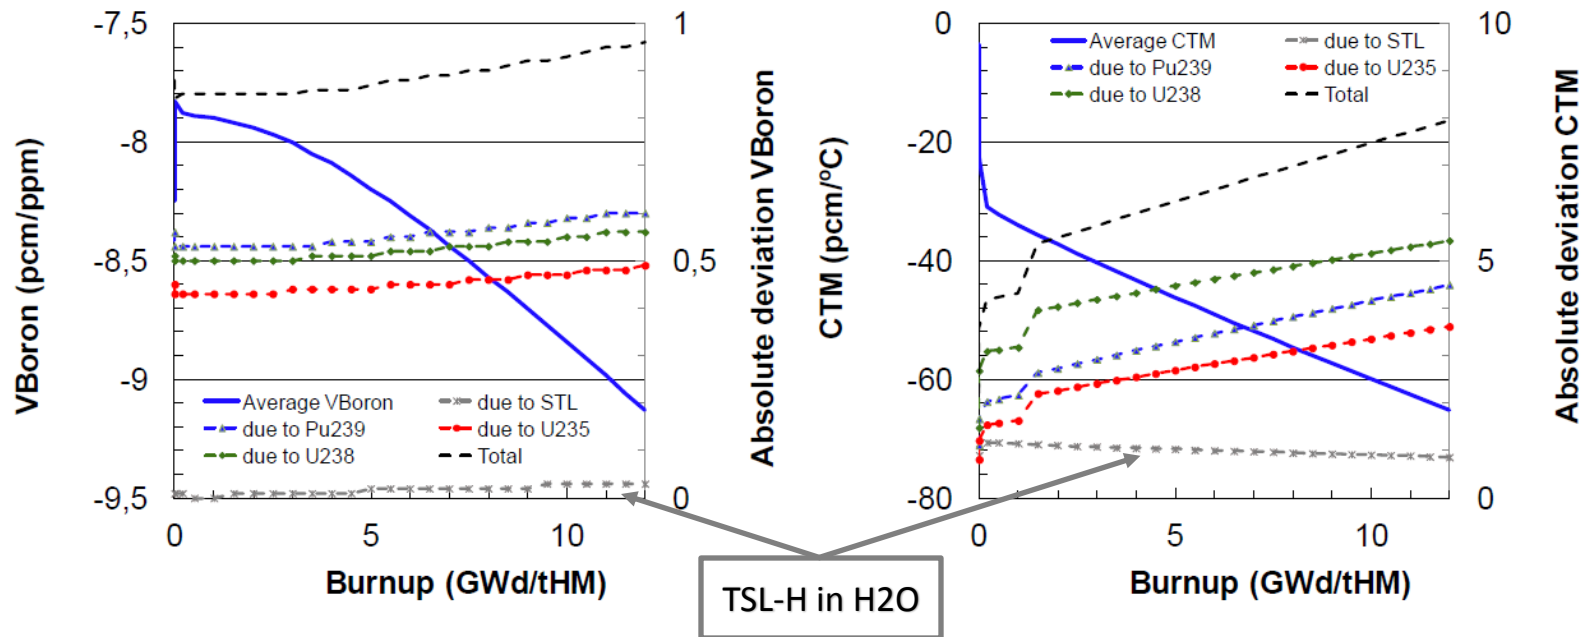 VBoron (pcm/ppm)
-7,5
-8
-8,5
-9
-9,5
1
0,5
0
Absolute deviation VBoron
Average VBoron
due to STL
due to Pu239
due to U235
due to U238
Total
0
5
10
Burnup (GWd/tHM)
CTM (pcm/ºC)
0
-20
-40
-60
-80
10
5
0
Absolute deviation CTM
Average CTM
due to STL
due to Pu239
due to U235
due to U238
Total
0
5
10
Burnup (GWd/tHM)
TSL-H in H2O